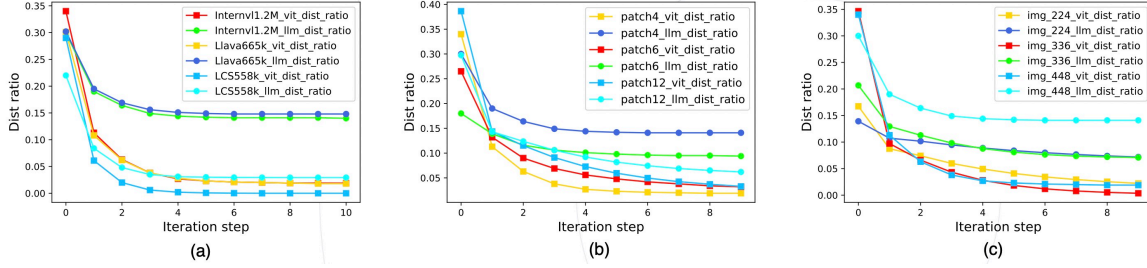 Dist ratio
0.35
0.30
0.25
0.20
0.15
0.10
0.05
0.00
Internvl1.2M_vit_dist_ratio
Internvl1.2M_llm_dist_ratio
Llava665k_vit_dist_ratio
Llava665k_llm_dist_ratio
LCS558k_vit_dist_ratio
LCS558k_llm_dist_ratio
0 2 4 6 8 10
Iteration step
(a)
Dist ratio
0.40
0.35
0.30
0.25
0.20
0.15
0.10
0.05
patch4_vit_dist_ratio
patch4_llm_dist_ratio
patch6_vit_dist_ratio
patch6_llm_dist_ratio
patch12_vit_dist_ratio
patch12_llm_dist_ratio
0 2 4 6 8
Iteration step
(b)
Dist ratio
0.35
0.30
0.25
0.20
0.15
0.10
0.05
0.00
img_224_vit_dist_ratio
img_224_llm_dist_ratio
img_336_vit_dist_ratio
img_336_llm_dist_ratio
img_448_vit_dist_ratio
img_448_llm_dist_ratio
0 2 4 6 8
Iteration step
(c)